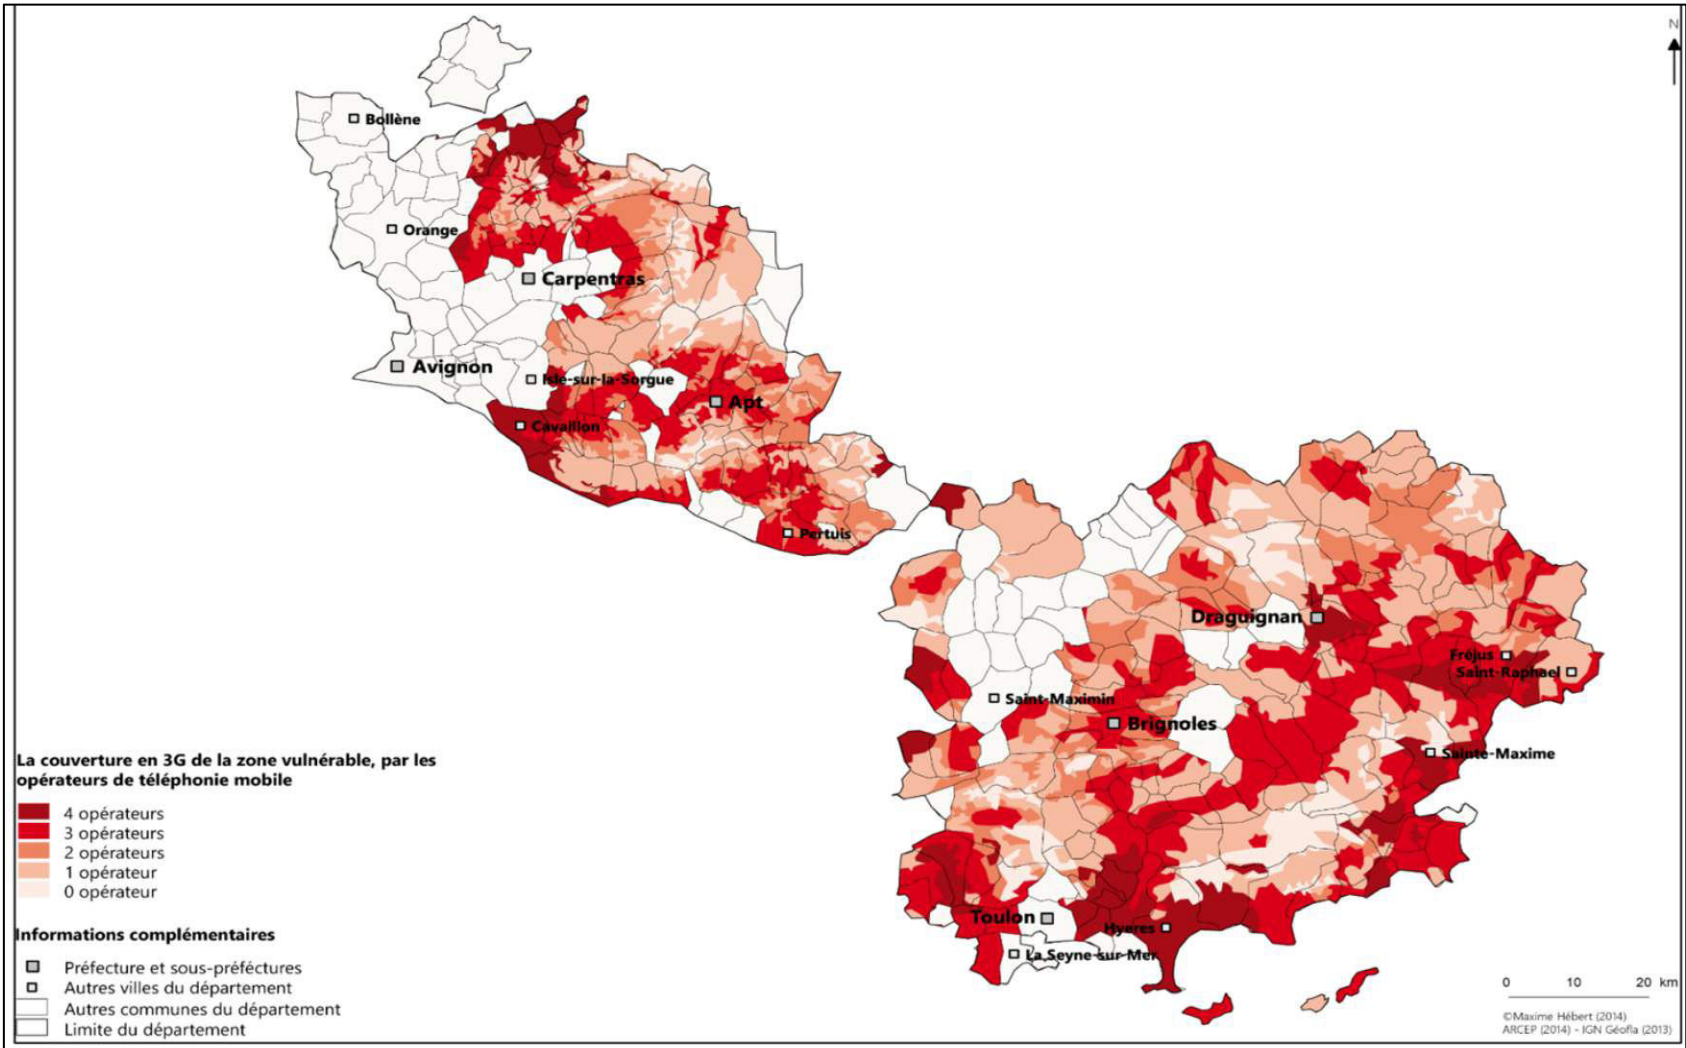 N
Bollène
Orange
Carpentras
Avignon
Isle-sur-la-Sorgue
Apt
Cavaillon
Pertuis
Draguignan
Fréjus
Saint-Raphael
Saint-Maximin
Brignoles
Sainte-Maxime
La couverture en 3G de la zone vulnérable, par les
opérateurs de téléphonie mobile
4 opérateurs
3 opérateurs
2 opérateurs
1 opérateur
0 opérateur
Toulon
Hyeres
La Seyne-sur-Mer
Informations complémentaires
Préfecture et sous-préféctures
Autres villes du département
Autres communes du département
Limite du département
0 10 20 km
©Maxime Hébert (2014)
ARCEP (2014) - IGN Géofla (2013)